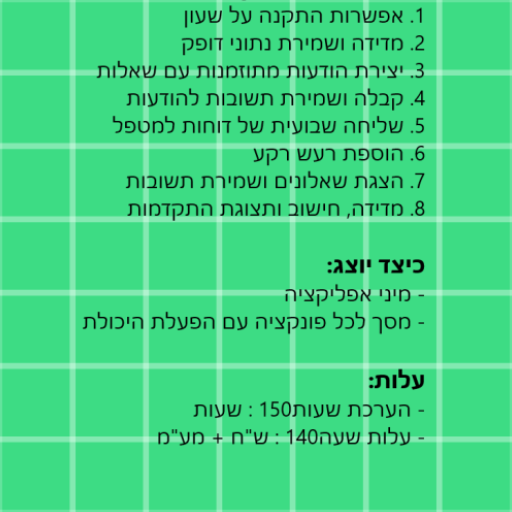 1. אפשרות התקנה על שעון
2. מדידה ושמירת נתוני דופק
3. יצירת הודעות מתוזמנות עם שאלות
4. קבלה ושמירת תשובות להודעות
5. שליחה שבועית של דוחות למטפל
6. הוספת רעש רקע
7. הצגת שאלונים ושמירת תשובות
8. מדידה, חישוב ותצוגת התקדמות
כיצד יוצג:
- מיני אפליקציה
- מסך לכל פונקציה עם הפעלת היכולת
עלות:
- הערכת שעות150 : שעות
- עלות שעה140 : ש"ח + מע"מ